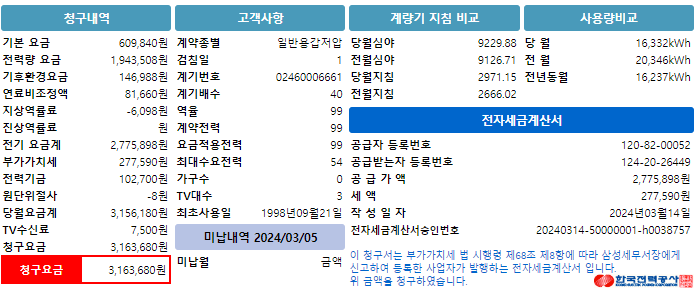 청구내역
기본 요금 609,840원
전력량 요금 1,943,508원
기후환경요금 146,988원
연료비조정액 81,660원
지상역률료 -6,098원
진상역률료 원
전기 요금계 2,775,898원
부가가치세 277,590원
전력기금 102,700원
원단위절사 -8원
당월요금계 3,156,180원
TV수신료 7,500원
청구요금 3,163,680원
청구요금 3,163,680원
고객사항
계약종별 일반용갑저압
검침일 1
계기번호 02460006661
계기배수 40
역율 99
계약전력 99
요금적용전력 99
최대수요전력 54
가구수 0
TV대수 3
최초사용일 1998년09월21일
미납내역 2024/03/05
미납월 금액
계량기 지침 비교
당월심야 9229.88
전월심야 9126.71
당월지침 2971.15
전월지침 2666.02
사용량비교
당 월 16,332kWh
전 월 20,346kWh
전년동월 16,237kWh
전자세금계산서
공급자 등록번호 120-82-00052
공급받는자 등록번호 124-20-26449
공 급 가 액 2,775,898원
세 액 277,590원
작 성 일 자 2024년03월14일
전자세금계산서승인번호 20240314-50000001-h0038757
이 청구서는 부가가치세 법 시행령 제68조 제8항에 따라 삼성세무서장에게
신고하여 등록한 사업자가 발행하는 전자세금계산서 입니다.
위 금액을 청구하였습니다.
한국전력공사